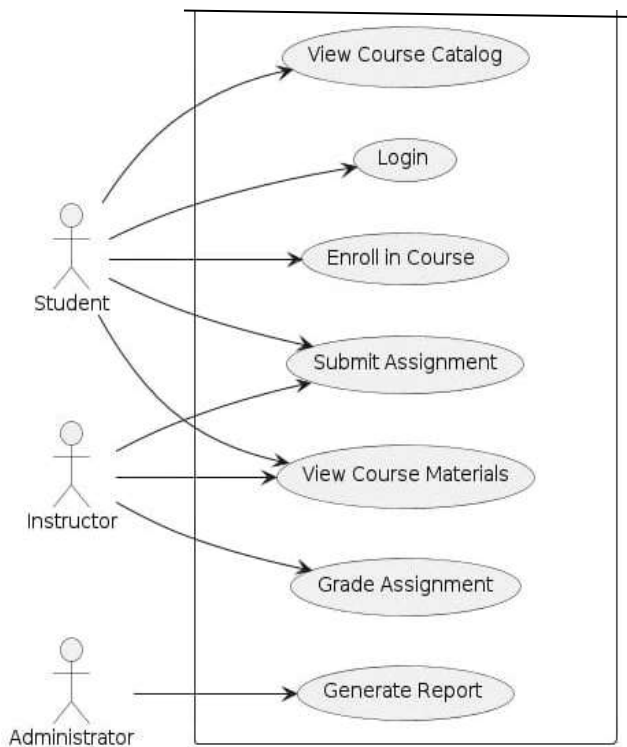 View Course Catalog
Login
Enroll in Course
Student
Submit Assignment
View Course Materials
Instructor
Grade Assignment
Generate Report
Administrator